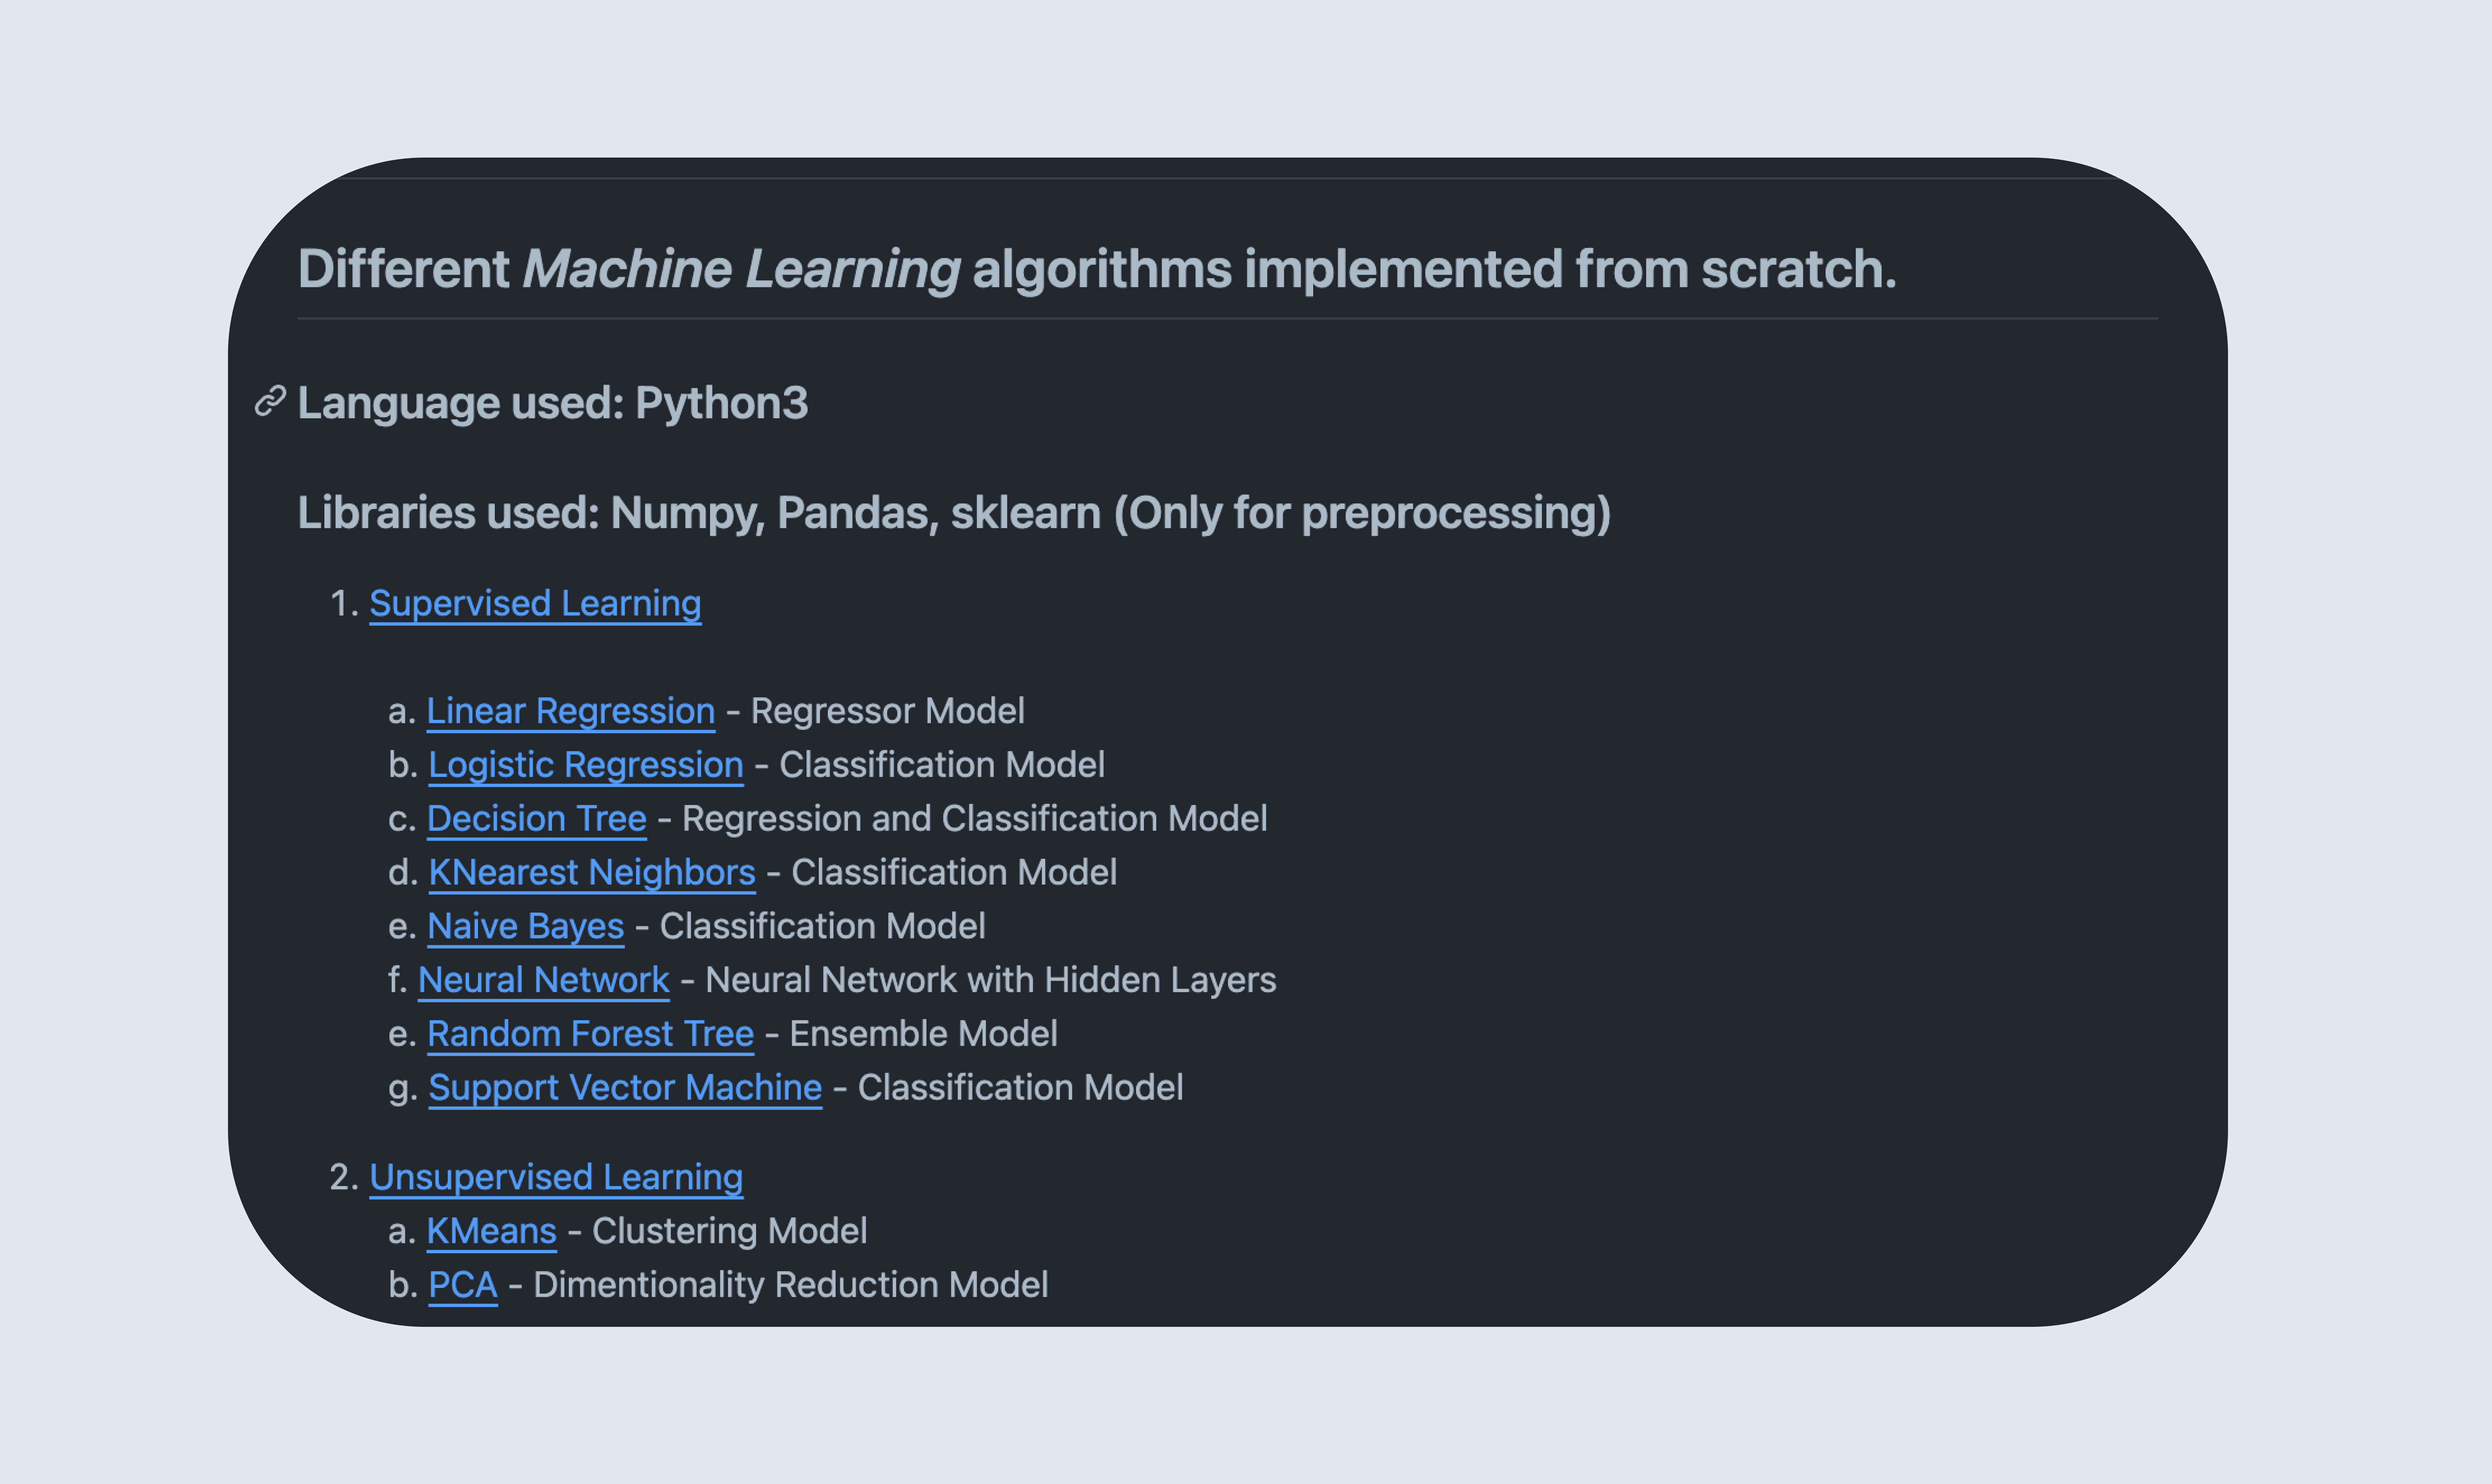 Different Machine Learning algorithms implemented from scratch.
Language used: Python3
Libraries used: Numpy, Pandas, sklearn (Only for preprocessing)
1. Supervised Learning
a. Linear Regression - Regressor Model
b. Logistic Regression - Classification Model
c. Decision Tree - Regression and Classification Model
d. KNearest Neighbors - Classification Model
e. Naive Bayes - Classification Model
f. Neural Network - Neural Network with Hidden Layers
e. Random Forest Tree - Ensemble Model
g. Support Vector Machine - Classification Model
2. Unsupervised Learning
a. KMeans - Clustering Model
b. PCA - Dimentionality Reduction Model